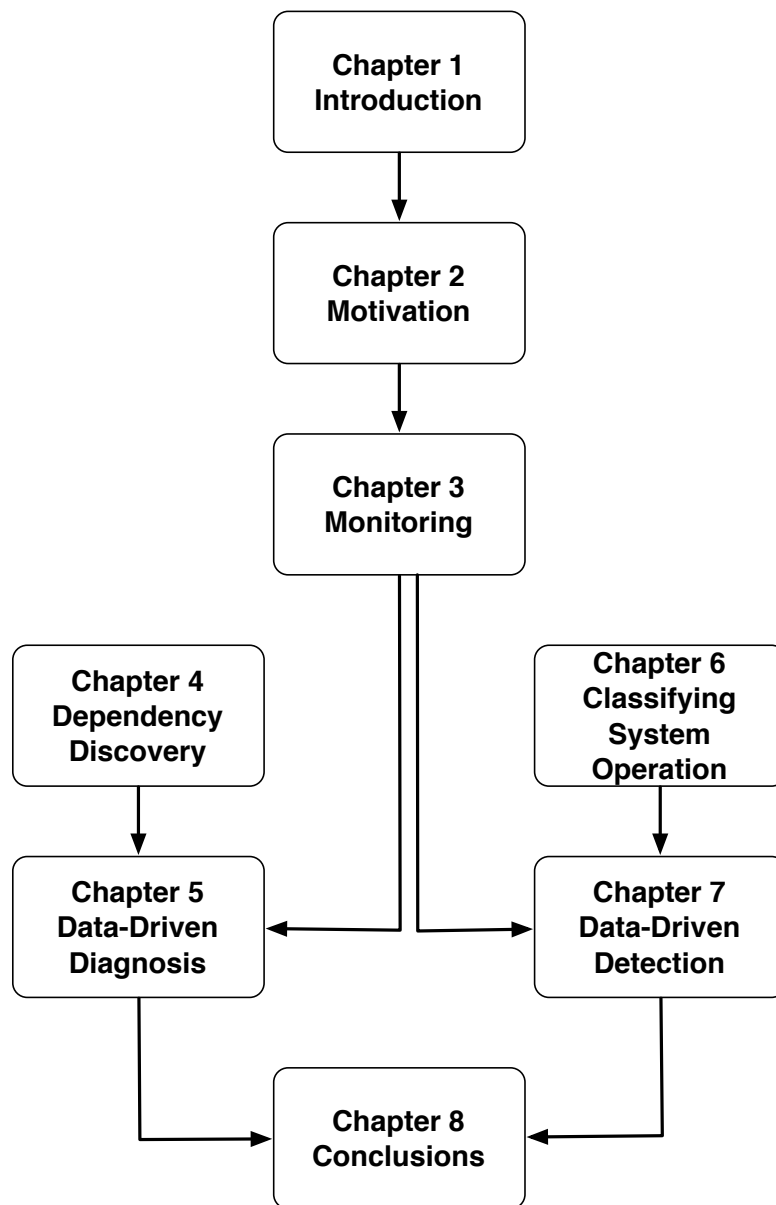 Chapter 1
Introduction
Chapter 2
Motivation
Chapter 3
Monitoring
Chapter 4
Dependency
Discovery
Chapter 6
Classifying
System
Operation
Chapter 5
Data-Driven
Diagnosis
Chapter 7
Data-Driven
Detection
Chapter 8
Conclusions